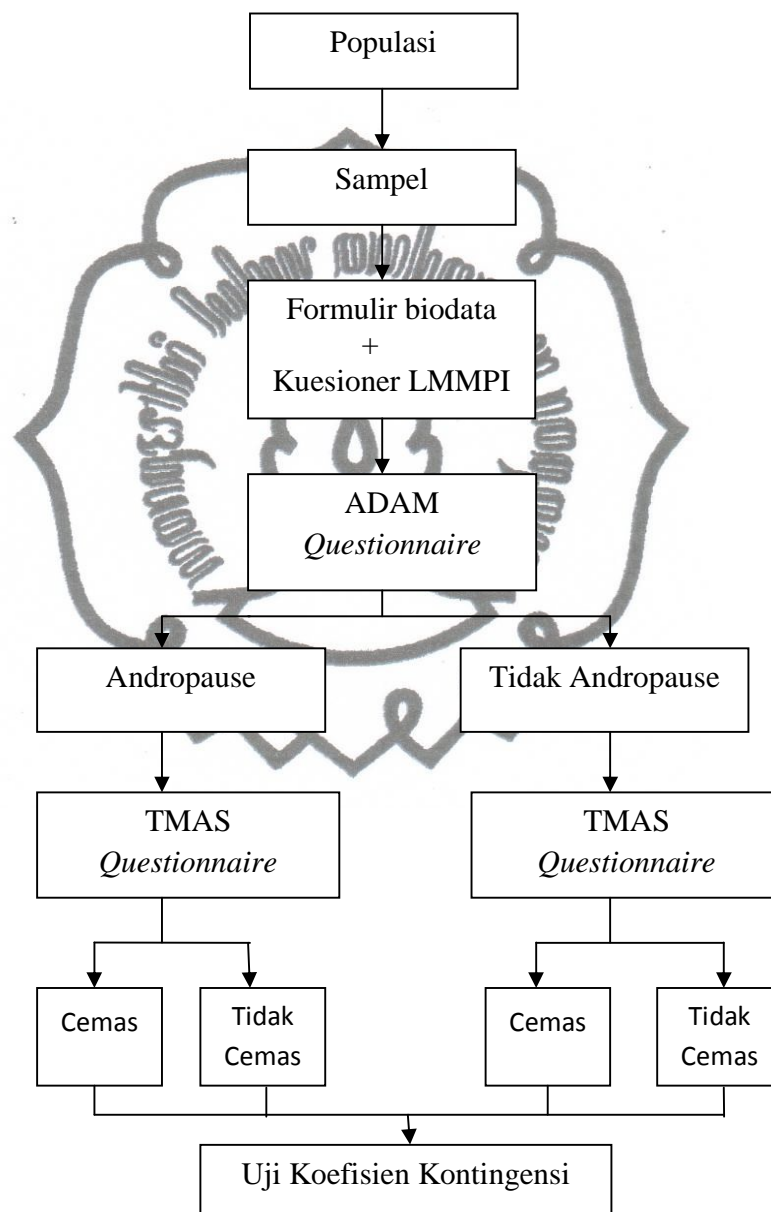 Populasi
Sampel
Formulir biodata
+
Kuesioner LMMPI
ADAM
Questionnaire
Andropause
Tidak Andropause
TMAS
Questionnaire
TMAS
Questionnaire
Cemas
Tidak
Cemas
Cemas
Tidak
Cemas
Uji Koefisien Kontingensi